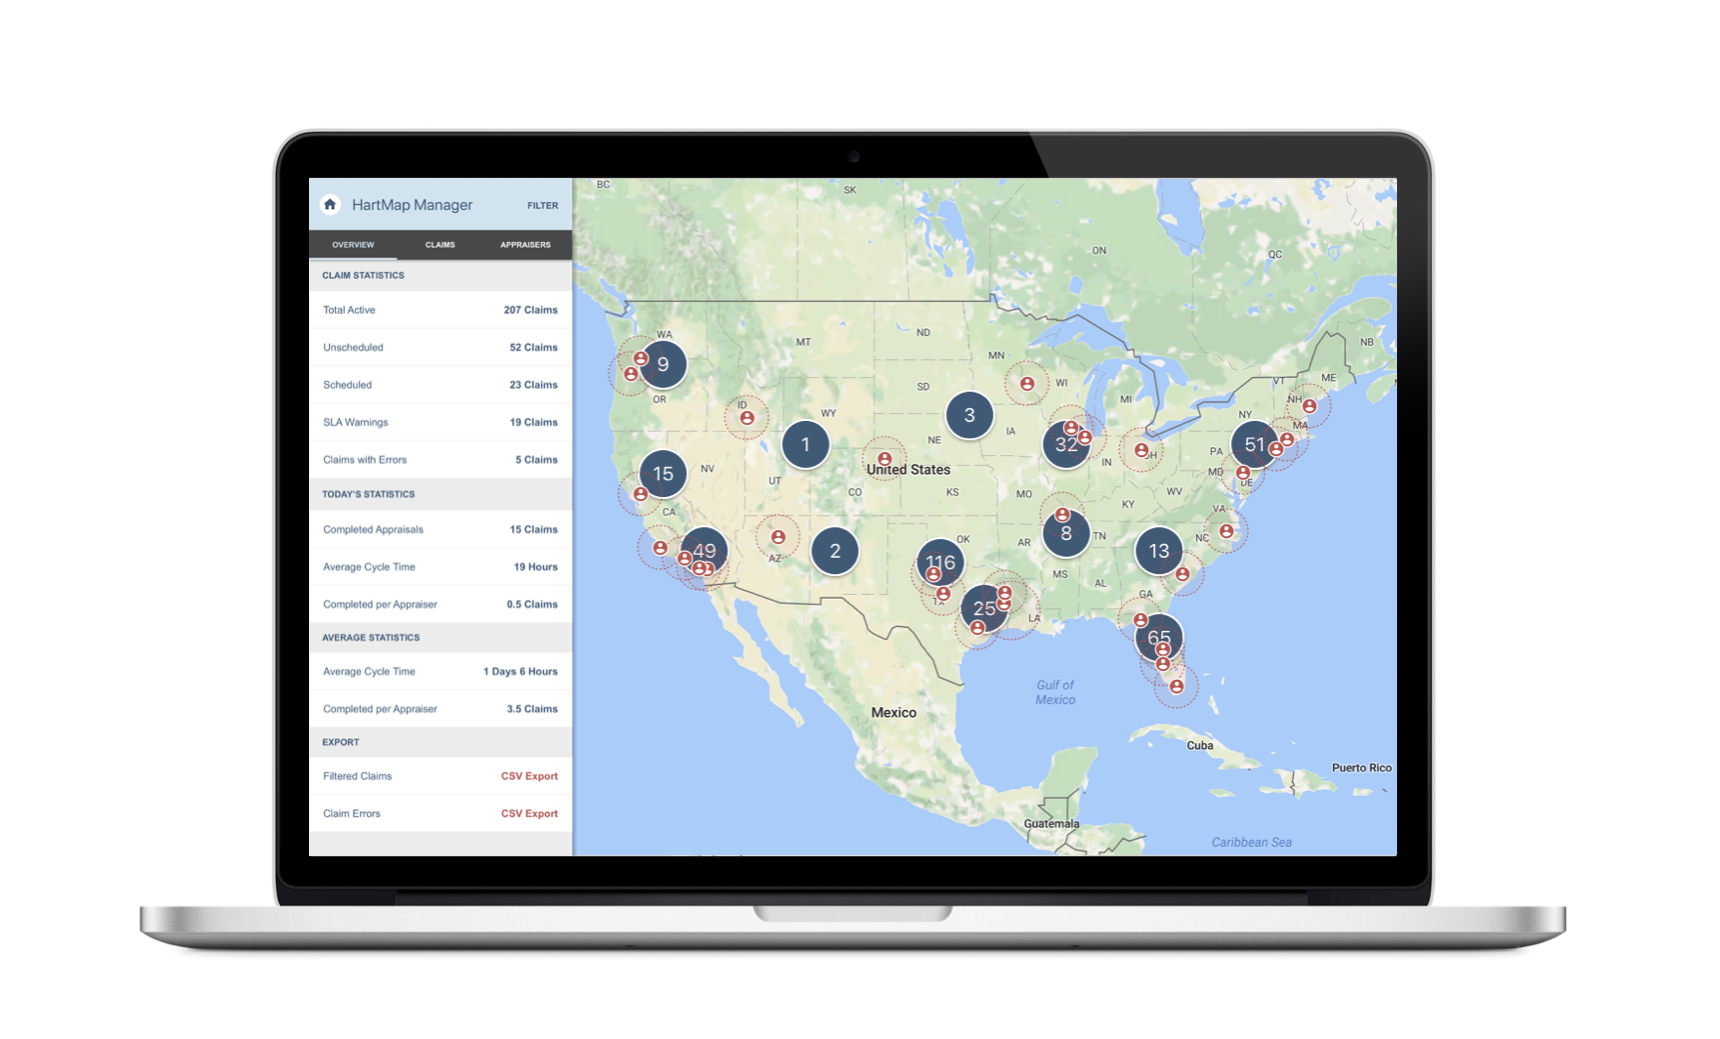 HartMap Manager FILTER
OVERVIEW CLAIMS APPRAISERS
CLAIM STATISTICS
Total Active 207 Claims
Unscheduled 52 Claims
Scheduled 23 Claims
SLA Warnings 19 Claims
Claims with Errors 5 Claims
TODAY'S STATISTICS
Completed Appraisals 15 Claims
Average Cycle Time 19 Hours
Completed per Appraiser 0.5 Claims
AVERAGE STATISTICS
Average Cycle Time 1 Days 6 Hours
Completed per Appraiser 3.5 Claims
EXPORT
Filtered Claims CSV Export
Claim Errors CSV Export
BC
SK
ON
QC
WA
MT
ND
MN
NB
9
SD
WI
MI
VT
ME
OR
ID
WY
3
IA
NY
NH
MA
1
NE
32
IN
PA
51
15
NV
United States
MD
UT
CO
KS
MO
KY
WV
DE
CA
VA
49
AZ
2
OK
AR
8
TN
13
NC
116
MS
AL
GA
TX
25
LA
65
Gulf of
Mexico
Mexico
Cuba
Puerto Rico
Guatemala
Caribbean Sea